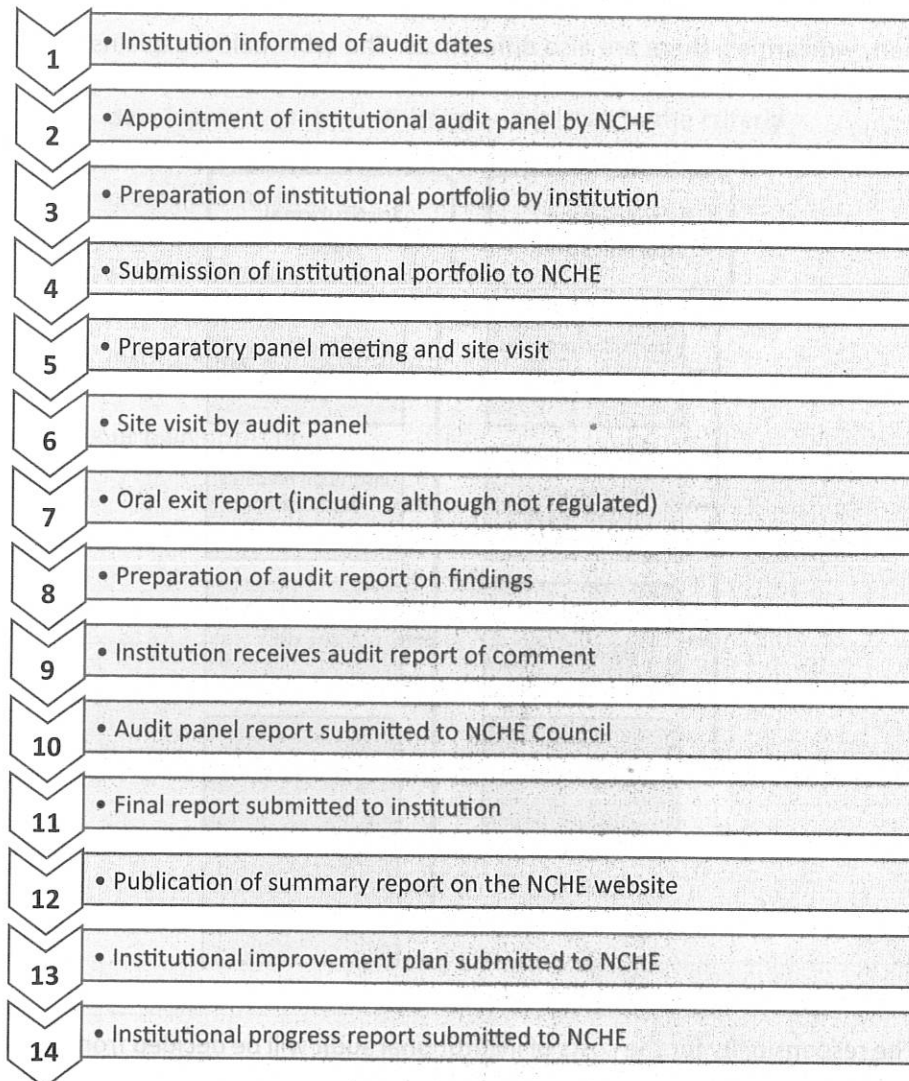 1 • Institution informed of audit dates
2 • Appointment of institutional audit panel by NCHE
3 • Preparation of institutional portfolio by institution
4 • Submission of institutional portfolio to NCHE
5 • Preparatory panel meeting and site visit
6 • Site visit by audit panel
7 • Oral exit report (including although not regulated)
8 • Preparation of audit report on findings
9 • Institution receives audit report of comment
10 • Audit panel report submitted to NCHE Council
11 • Final report submitted to institution
12 • Publication of summary report on the NCHE website
13 • Institutional improvement plan submitted to NCHE
14 • Institutional progress report submitted to NCHE